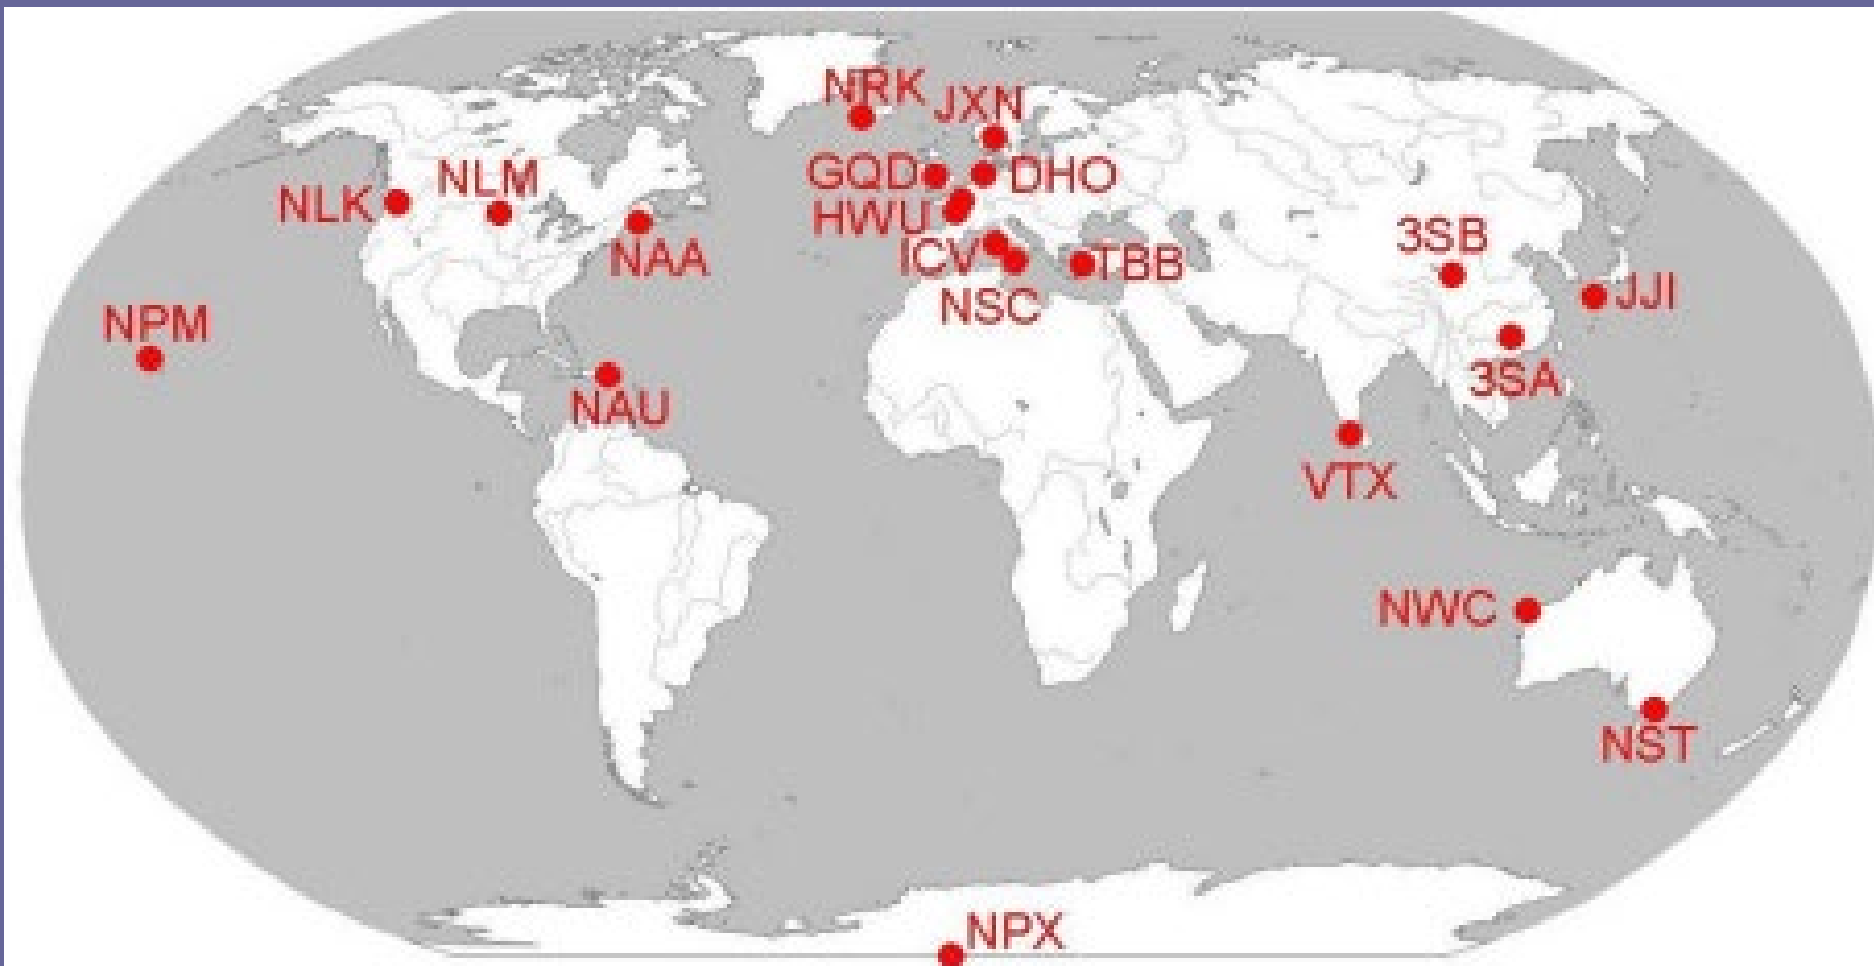 NRK
JXN
GQD
DHO
NLM
NLK
HWU
NAA
ICV
TBB
3SB
NSC
JJI
NPM
3SA
NAU
VTX
NWC
NST
NPX